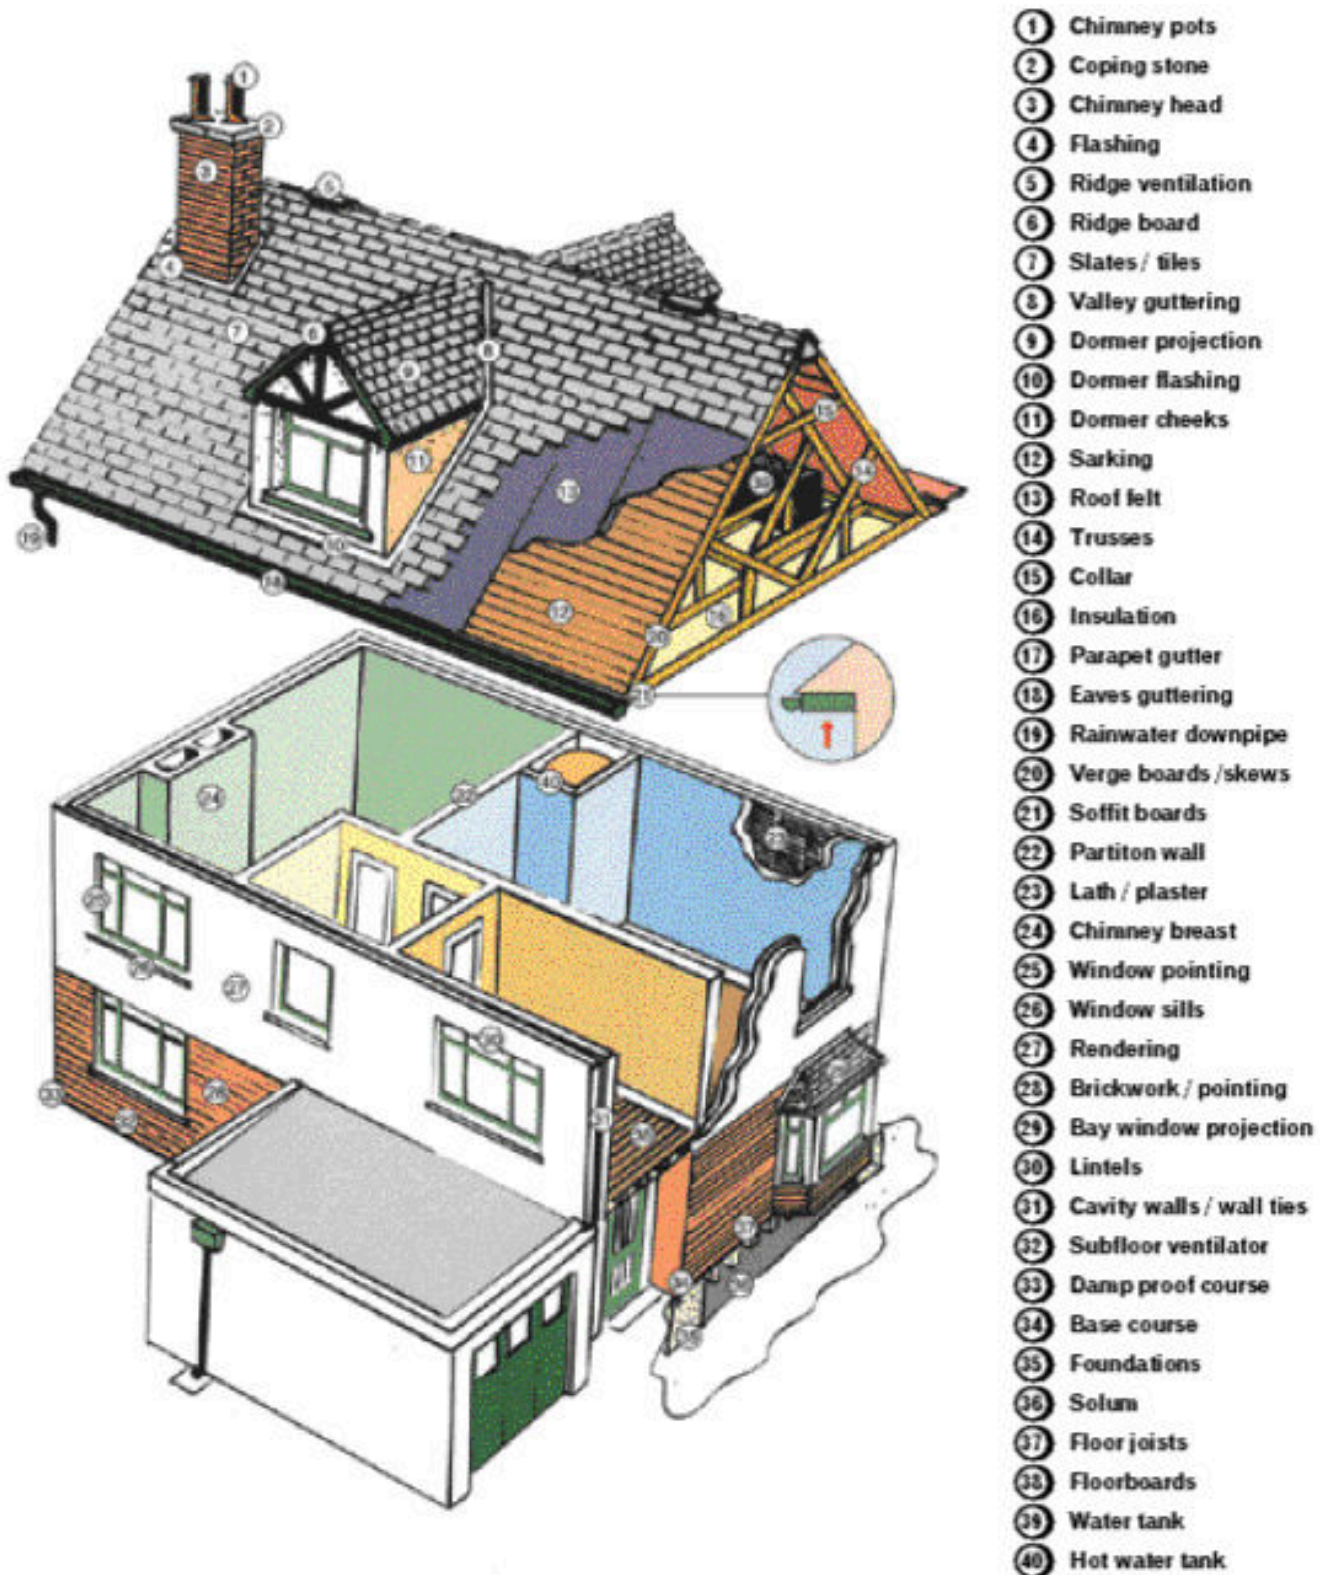 1 Chimney pots
2 Coping stone
3 Chimney head
4 Flashing
5 Ridge ventilation
6 Ridge board
7 Slates / tiles
8 Valley guttering
9 Dormer projection
10 Dormer flashing
11 Dormer cheeks
12 Sarking
13 Roof felt
14 Trusses
15 Collar
16 Insulation
17 Parapet gutter
18 Eaves guttering
19 Rainwater downpipe
20 Verge boards /skews
21 Soffit boards
22 Partiton wall
23 Lath / plaster
24 Chimney breast
25 Window pointing
26 Window sills
27 Rendering
28 Brickwork / pointing
29 Bay window projection
30 Lintels
31 Cavity walls / wall ties
32 Subfloor ventilator
33 Damp proof course
34 Base course
35 Foundations
36 Solum
37 Floor joists
38 Floorboards
39 Water tank
40 Hot water tank